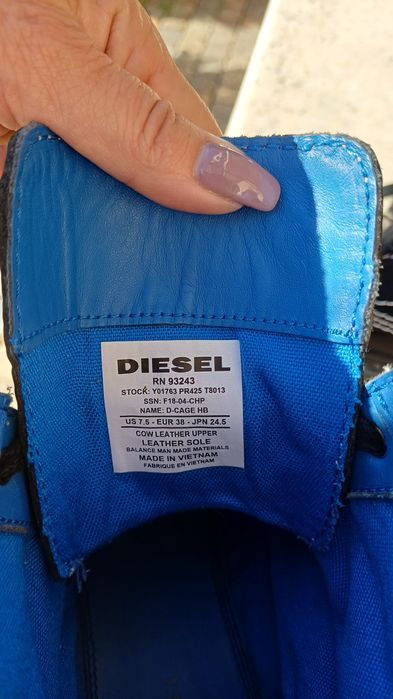 DIESEL
RN 93243
STOCK: Y01763 PR425 T8013
SSN: F18-04-CHP
NAME: D-CAGE HB
US 7.5 - EUR 38 - JPN 24.5
COW LEATHER UPPER
LEATHER SOLE
BALANCE MAN MADE MATERIALS
MADE IN VIETNAM
FABRIQUE EN VIETNAM